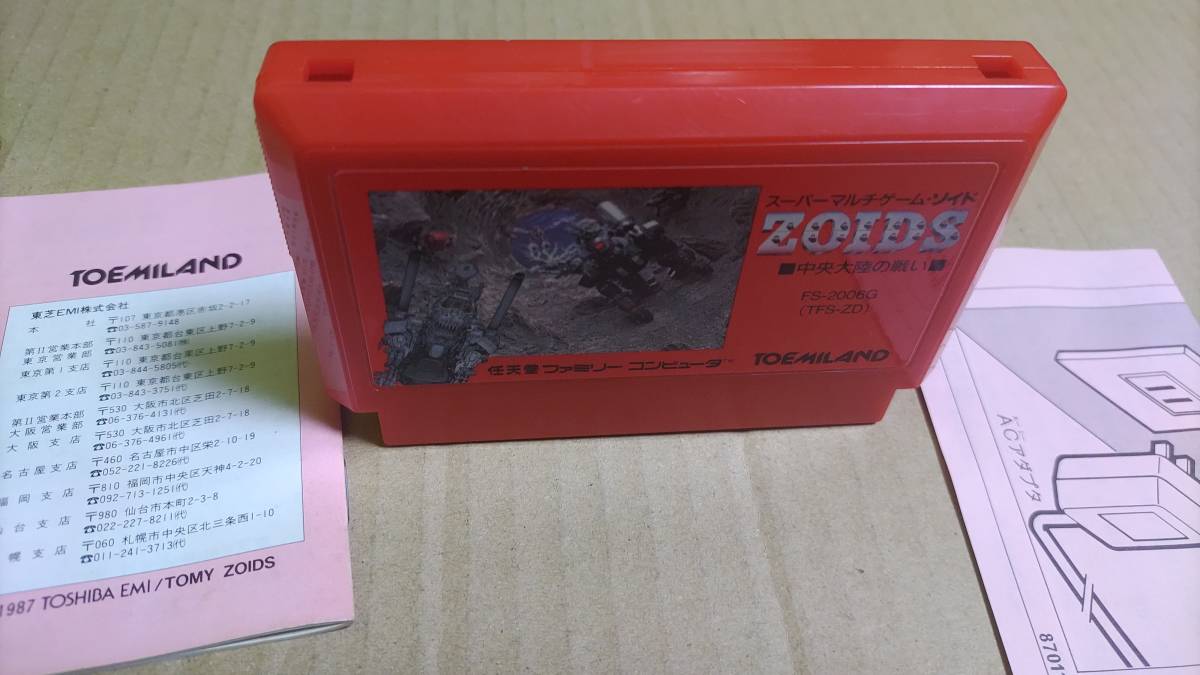 TOEMILAND
東芝EMI株式会社
本 社 〒107 東京都港区赤坂2-2-17
☎03-587-9148
第II営業本部 〒110 東京都台東区上野7-2-9
東京営業部 ☎03-843-5081㈹
東京第1支店 〒110 東京都台東区上野7-2-9
☎03-844-5805㈹
東京第2支店 〒110 東京都台東区上野7-2-9
☎03-843-3751㈹
第II営業本部 〒530 大阪市北区芝田2-7-18
大阪営業部 ☎06-376-4131㈹
大阪支店 〒530 大阪市北区芝田2-7-18
☎06-376-4961㈹
名古屋支店 〒460 名古屋市中区栄2-10-19
☎052-221-8226㈹
福岡支店 〒810 福岡市中央区天神4-2-20
☎092-713-1251㈹
台支店 〒980 仙台市本町2-3-8
☎022-227-8211㈹
幌支店 〒060 札幌市中央区北三条西1-10
☎011-241-3713㈹
1987 TOSHIBA EMI/TOMY ZOIDS
スーパーマルチゲーム・ゾイド
ZOIDS
■中央大陸の戦い■
FS-2006G
(TFS-ZD)
任天堂ファミリーコンピュータ™
TOEMILAND
ACアダプタ
8701